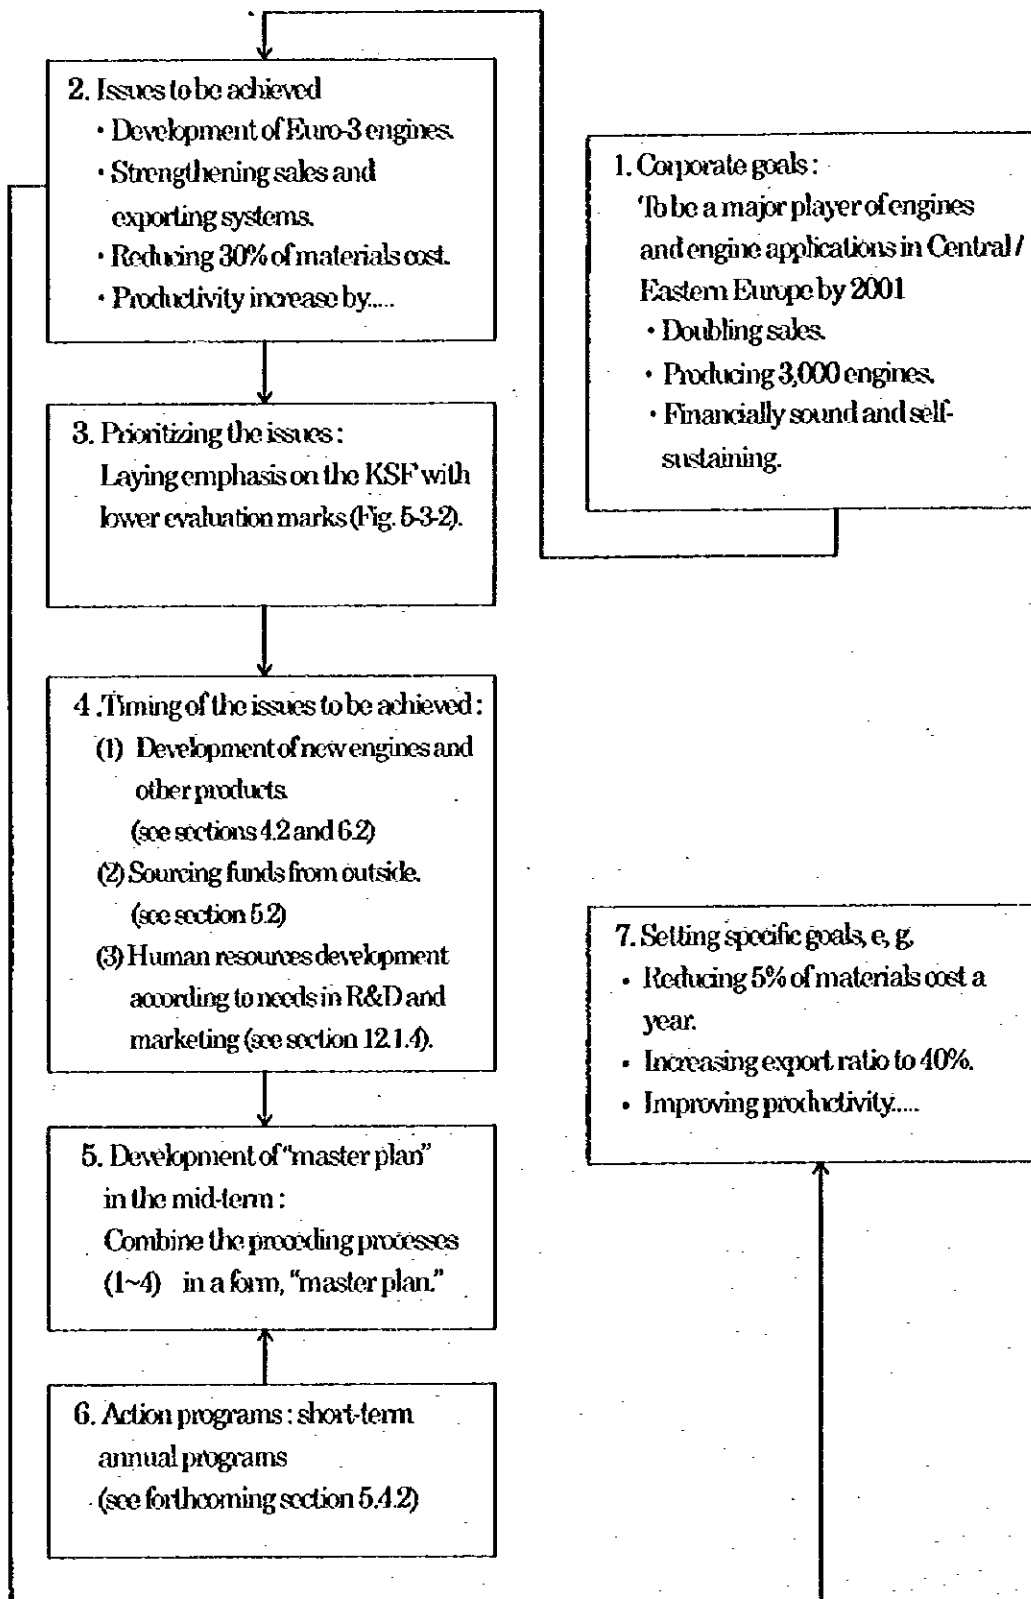 2. Issues to be achieved
・Development of Euro-3 engines.
・Strengthening sales and
exporting systems.
・Reducing 30% of materials cost.
・Productivity increase by.....
1. Corporate goals :
To be a major player of engines
and engine applications in Central /
Eastern Europe by 2001
・Doubling sales.
・Producing 3,000 engines.
・Financially sound and self-
sustaining.
3. Prioritizing the issues :
Laying emphasis on the KSF with
lower evaluation marks (Fig. 5-3-2).
4 .Timing of the issues to be achieved :
(1) Development of new engines and
other products.
(see sections 4.2 and 6.2)
(2) Sourcing funds from outside.
(see section 5.2)
(3) Human resources development
according to needs in R&D and
marketing (see section 12.1.4).
7. Setting specific goals, e, g,
・Reducing 5% of materials cost a
year.
・Increasing export ratio to 40%.
・Improving productivity.....
5. Development of "master plan"
in the mid-term :
Combine the preceding processes
(1~4) in a form, "master plan."
6. Action programs : short-term
annual programs
(see forthcoming section 5.4.2)